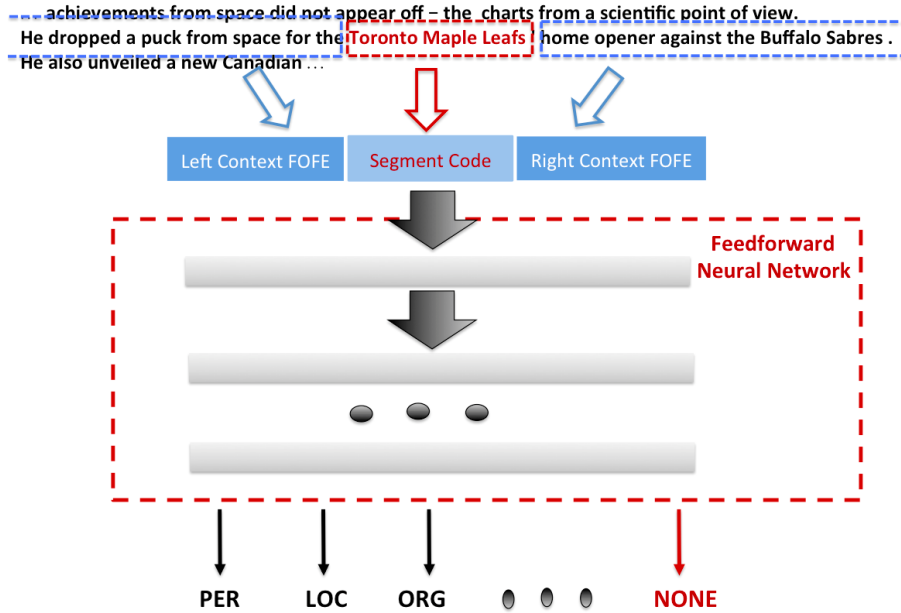 achievements from space did not appear off – the charts from a scientific point of view.
He dropped a puck from space for the Toronto Maple Leafs home opener against the Buffalo Sabres .
He also unveiled a new Canadian ...
Left Context FOFE Segment Code Right Context FOFE
Feedforward
Neural Network
PER LOC ORG NONE